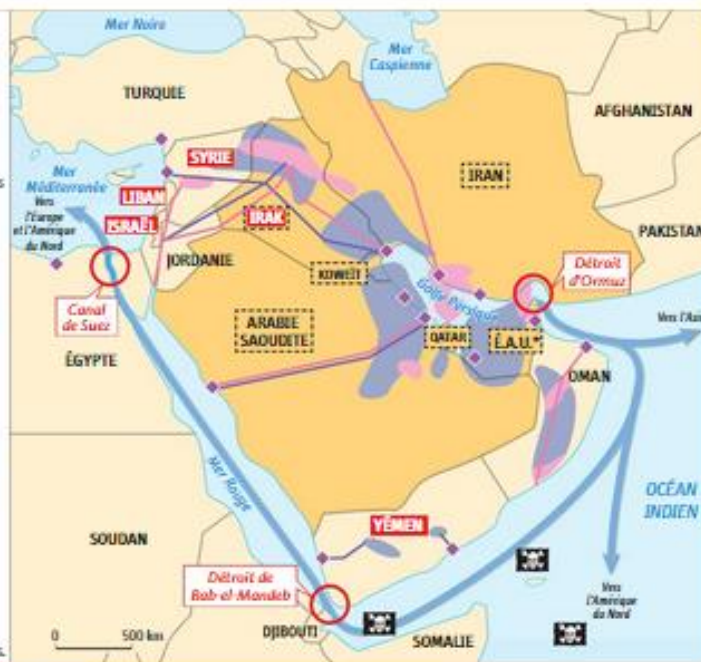 Mer Noire
Mer
Caspienne
TURQUIE
AFGHANISTAN
SYRIE
Mer
Méditerranée
LIBAN
IRAN
Vers
l'Europe
et l'Amérique
du Nord
ISRAËL
IRAK
PAKISTAN
JORDANIE
KOWEÏT
Détroit
d'Ormuz
Golfe Persique
Canal
de Suez
ARABIE
SAOUDITE
QATAR
É.A.U.*
ÉGYPTE
OMAN
Mer Rouge
OCÉAN
INDIEN
YÉMEN
SOUDAN
Détroit de
Bab el-Mandeb
Vers
l'Amérique
du Nord
0 500 km
DJIBOUTI
SOMALIE